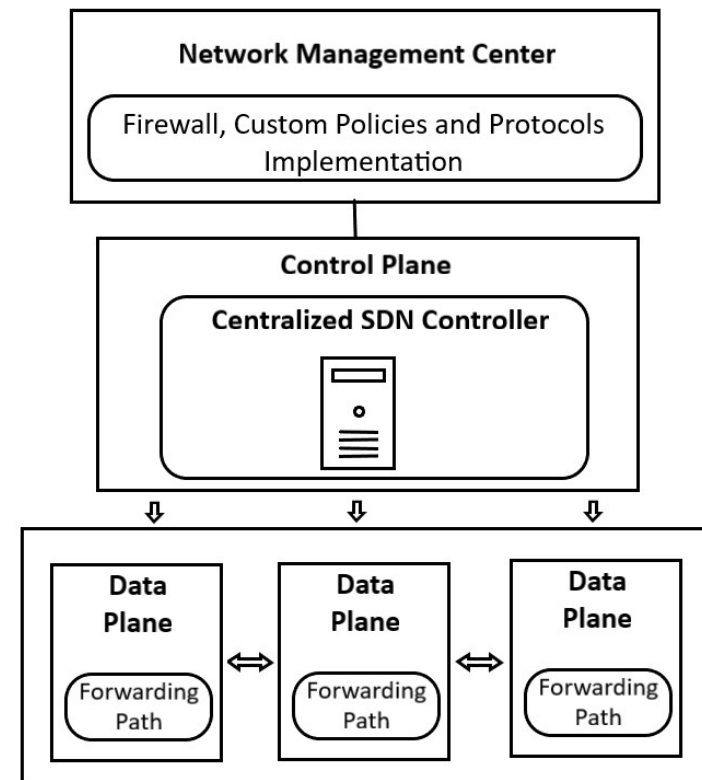 Network Management Center
Firewall, Custom Policies and Protocols
Implementation
Control Plane
Centralized SDN Controller
Data
Plane
Forwarding
Path
Data
Plane
Forwarding
Path
Data
Plane
Forwarding
Path